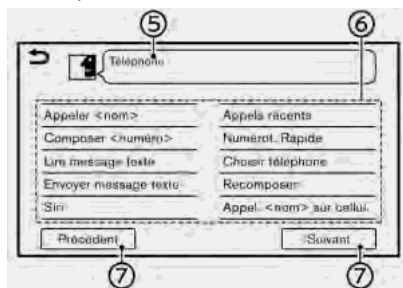 ⑤ ⑥
Téléphone
Appeler <nom> Appels récents
Composer <numéro> Numérot. Rapide
Lire message texte Choisir téléphone
Envoyer message texte Recomposer
Siri Appel. <nom> sur cellul.
Précédent Suivant
⑦ ⑦